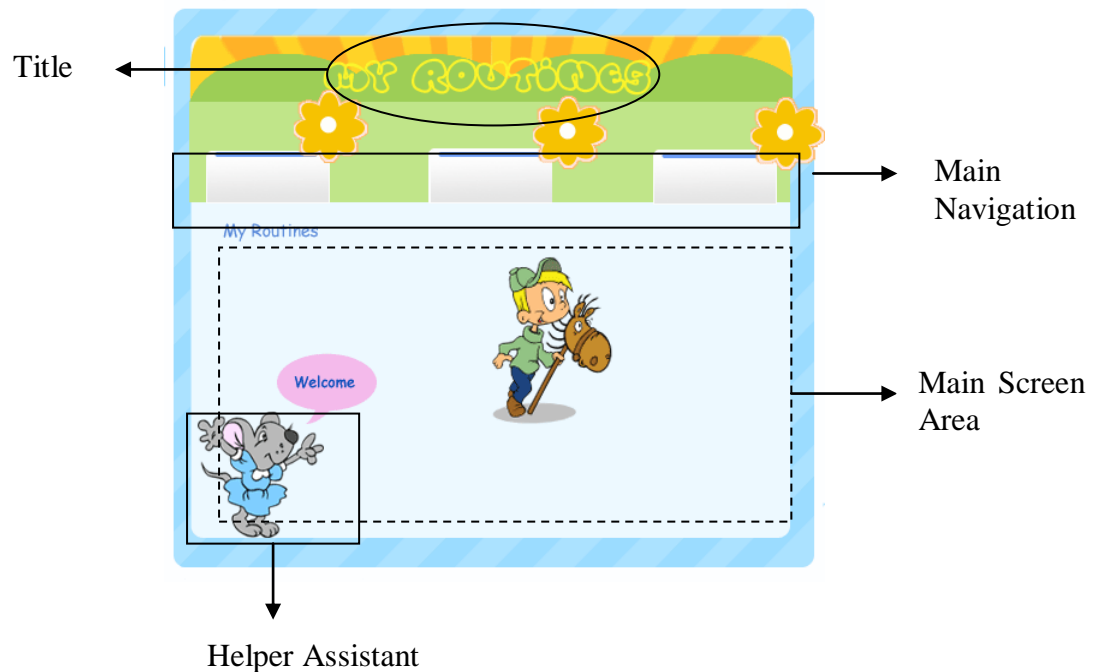 Title
MY ROUTINES
Main
Navigation
My Routines
Main Screen
Area
Welcome
Helper Assistant